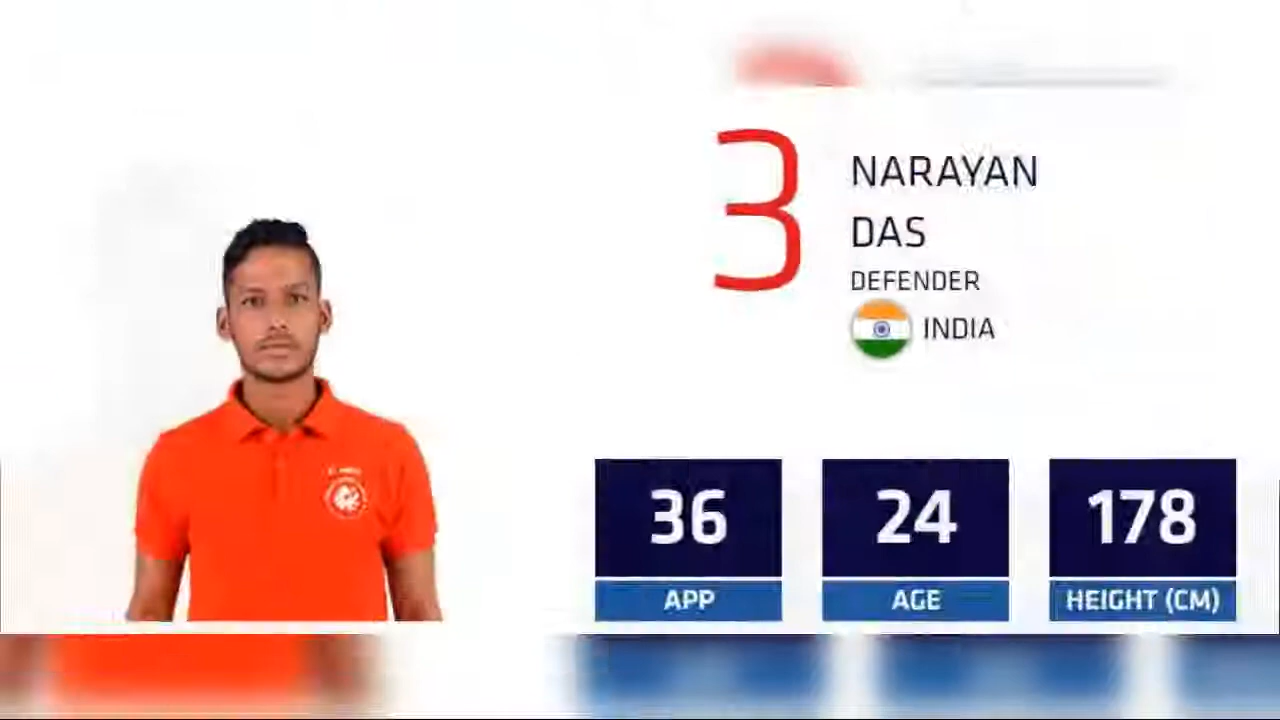 3
NARAYAN
DAS
DEFENDER
INDIA
36
APP
24
AGE
178
HEIGHT (CM)